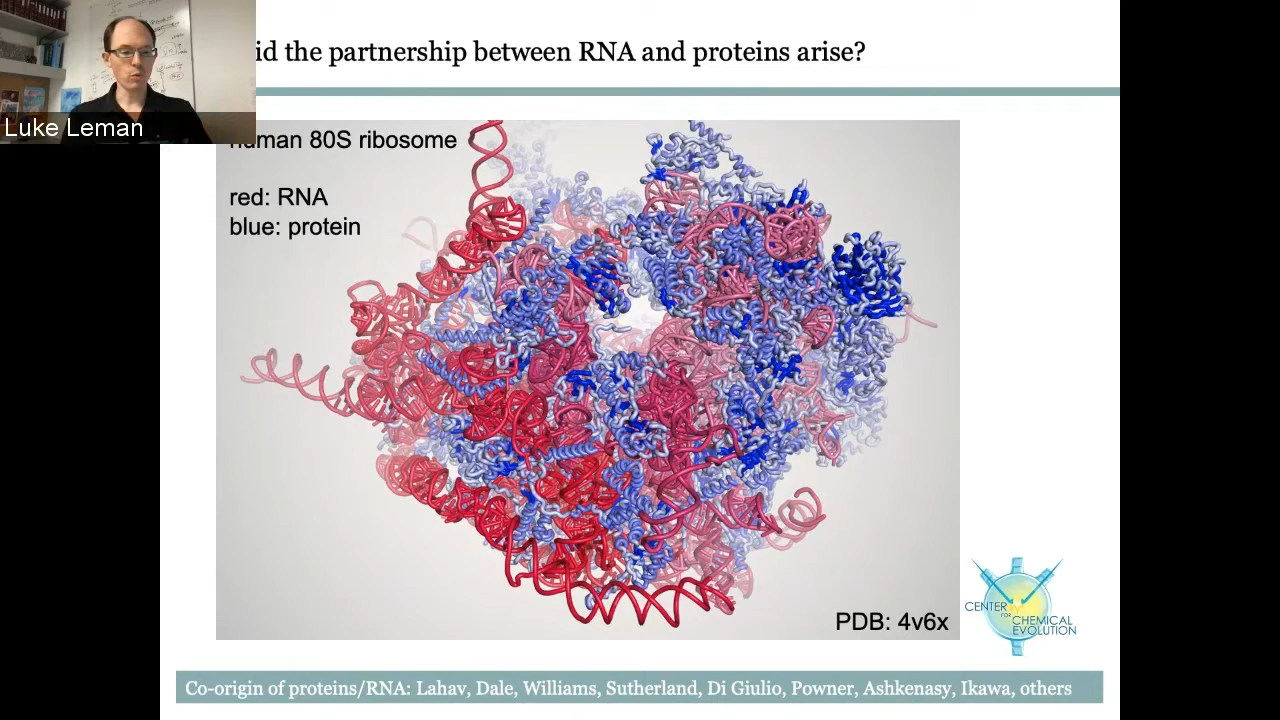 id the partnership between RNA and proteins arise?
Luke Leman
human 80S ribosome
red: RNA
blue: protein
PDB: 4v6x
CENTER
FOR
CHEMICAL
EVOLUTION
Co-origin of proteins/RNA: Lahav, Dale, Williams, Sutherland, Di Giulio, Powner, Ashkenasy, Ikawa, others